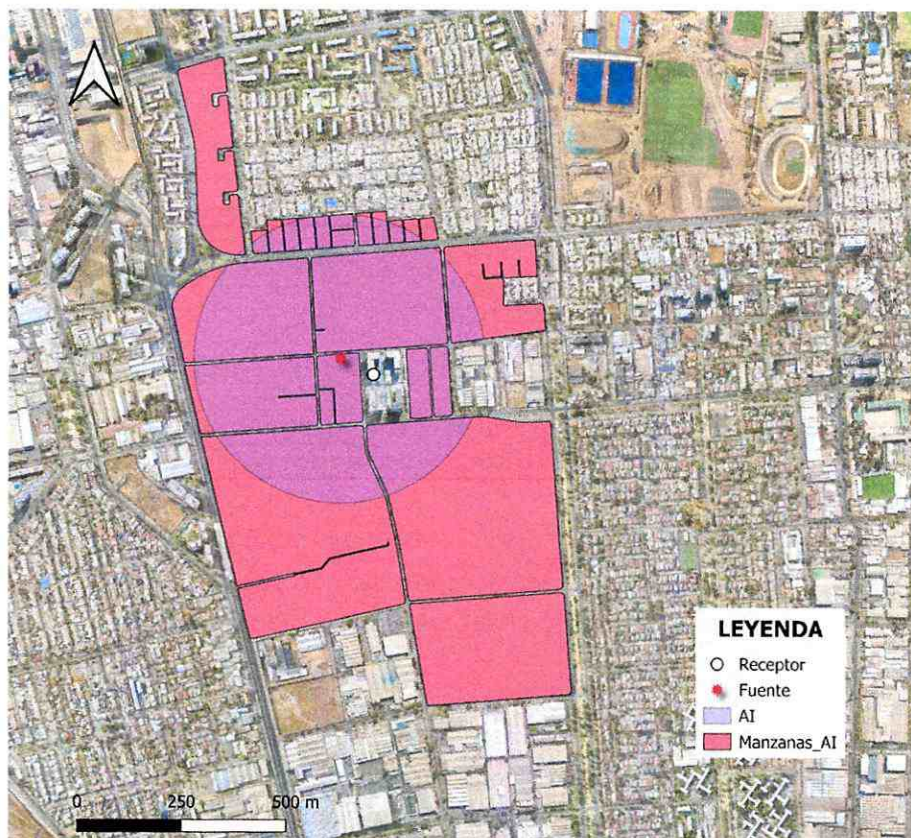 LEYENDA
Receptor
Fuente
AI
Manzanas_AI
0 250 500 m